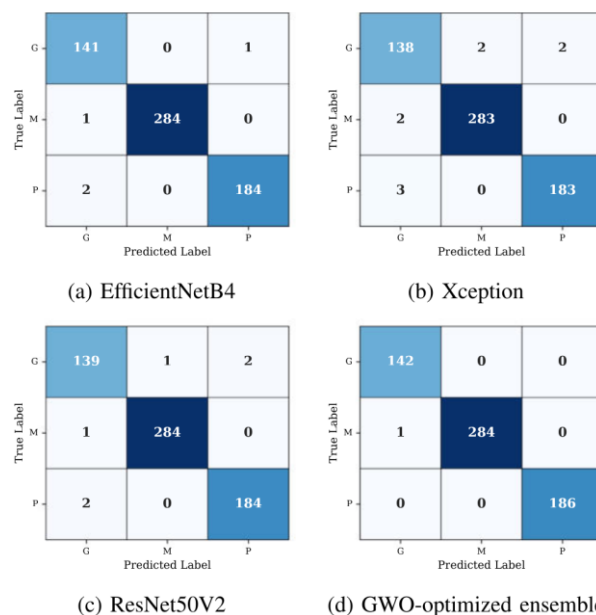 G 141 0 1
M 1 284 0
P 2 0 184
True Label
G M P
Predicted Label
(a) EfficientNetB4
G 138 2 2
M 2 283 0
P 3 0 183
True Label
G M P
Predicted Label
(b) Xception
G 139 1 2
M 1 284 0
P 2 0 184
True Label
G M P
Predicted Label
(c) ResNet50V2
G 142 0 0
M 1 284 0
P 0 0 186
True Label
G M P
Predicted Label
(d) GWO-optimized ensemble